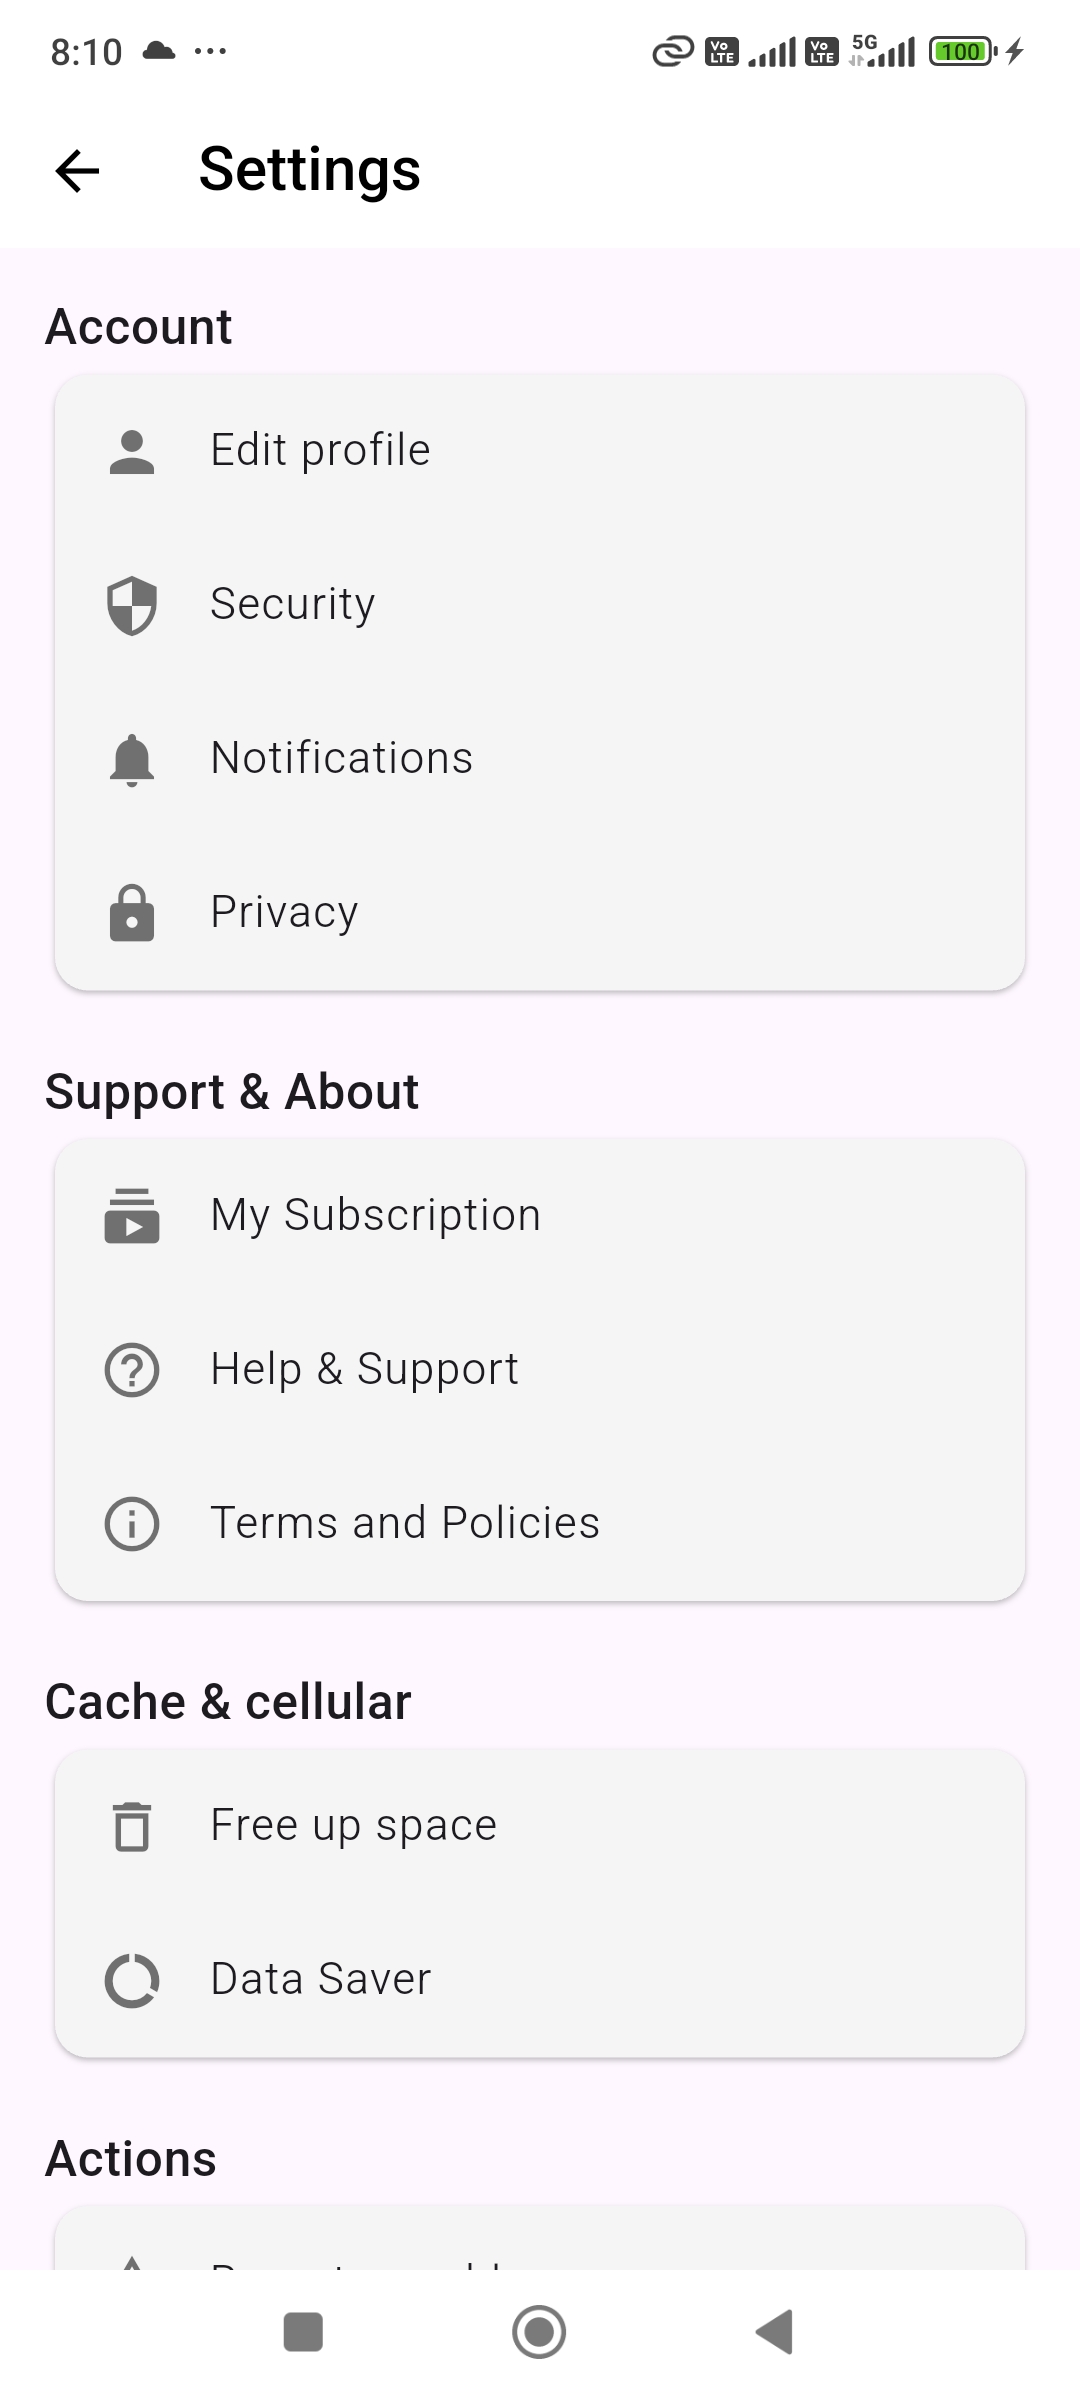 8:10
Vo LTE Vo LTE 5G 100
Settings
Account
Edit profile
Security
Notifications
Privacy
Support & About
My Subscription
Help & Support
Terms and Policies
Cache & cellular
Free up space
Data Saver
Actions